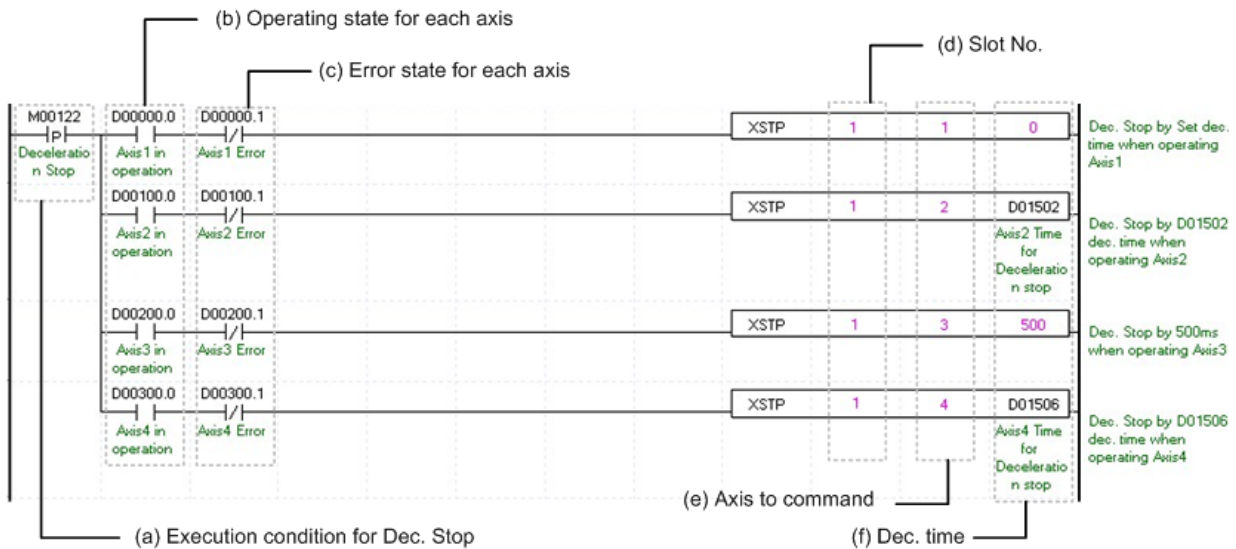 (b) Operating state for each axis
(d) Slot No.
(c) Error state for each axis
M00122 D00000.0 D00000.1
P
XSTP 1 1 0
Deceleratio
n Stop
Axis1 in
operation
Axis1 Error
Dec. Stop by Set dec.
time when operating
Axis1
D00100.0 D00100.1
XSTP 1 2 D01502
Axis2 in
operation
Axis2 Error
Axis2 Time
for
Deceleratio
n stop
Dec. Stop by D01502
dec. time when
operating Axis2
D00200.0 D00200.1
XSTP 1 3 500
Axis3 in
operation
Axis3 Error
Dec. Stop by 500ms
when operating Axis3
D00300.0 D00300.1
XSTP 1 4 D01506
Axis4 in
operation
Axis4 Error
Axis4 Time
for
Deceleratio
n stop
Dec. Stop by D01506
dec. time when
operating Axis4
(e) Axis to command
(a) Execution condition for Dec. Stop
(f) Dec. time